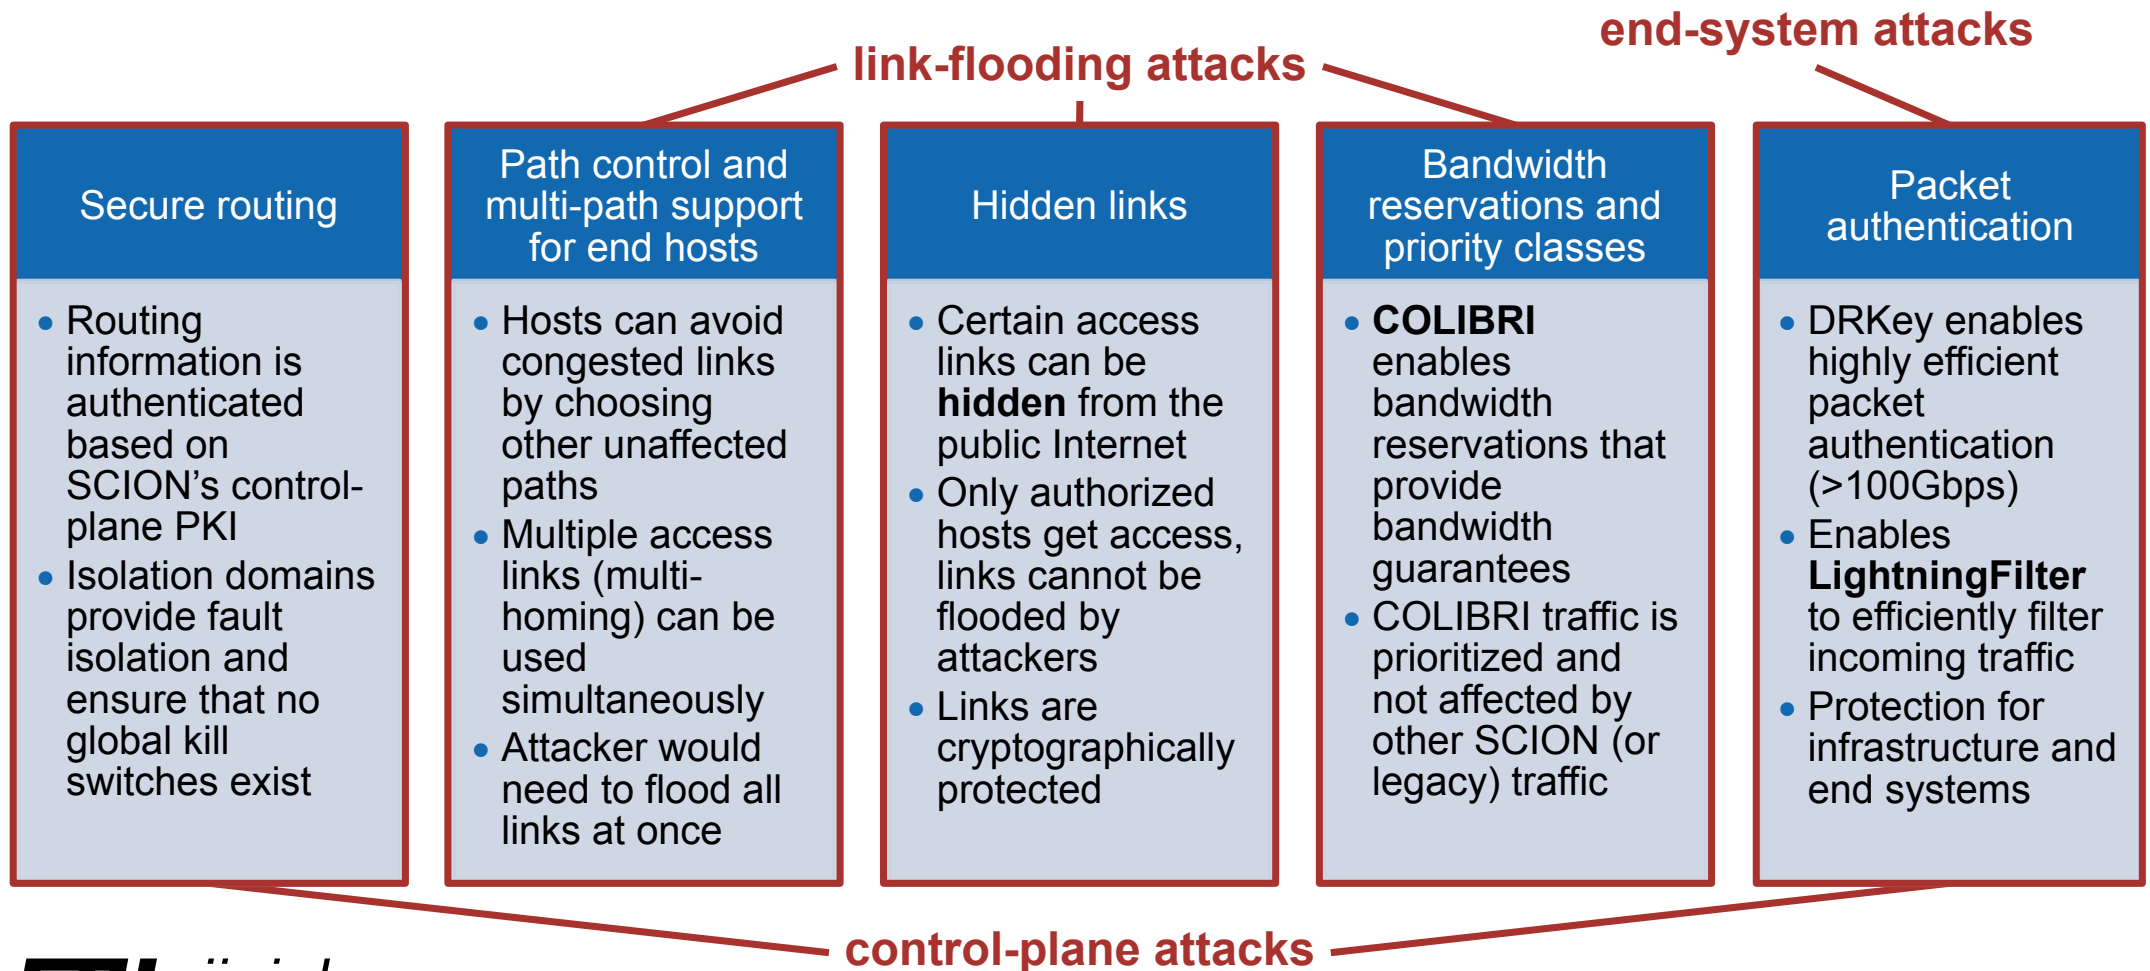 end-system attacks
link-flooding attacks
Secure routing
• Routing
information is
authenticated
based on
SCION’s control-
plane PKI
• Isolation domains
provide fault
isolation and
ensure that no
global kill
switches exist
Path control and
multi-path support
for end hosts
• Hosts can avoid
congested links
by choosing
other unaffected
paths
• Multiple access
links (multi-
homing) can be
used
simultaneously
• Attacker would
need to flood all
links at once
Hidden links
• Certain access
links can be
hidden from the
public Internet
• Only authorized
hosts get access,
links cannot be
flooded by
attackers
• Links are
cryptographically
protected
Bandwidth
reservations and
priority classes
• COLIBRI
enables
bandwidth
reservations that
provide
bandwidth
guarantees
• COLIBRI traffic is
prioritized and
not affected by
other SCION (or
legacy) traffic
Packet
authentication
• DRKey enables
highly efficient
packet
authentication
(>100Gbps)
• Enables
LightningFilter
to efficiently filter
incoming traffic
• Protection for
infrastructure and
end systems
control-plane attacks